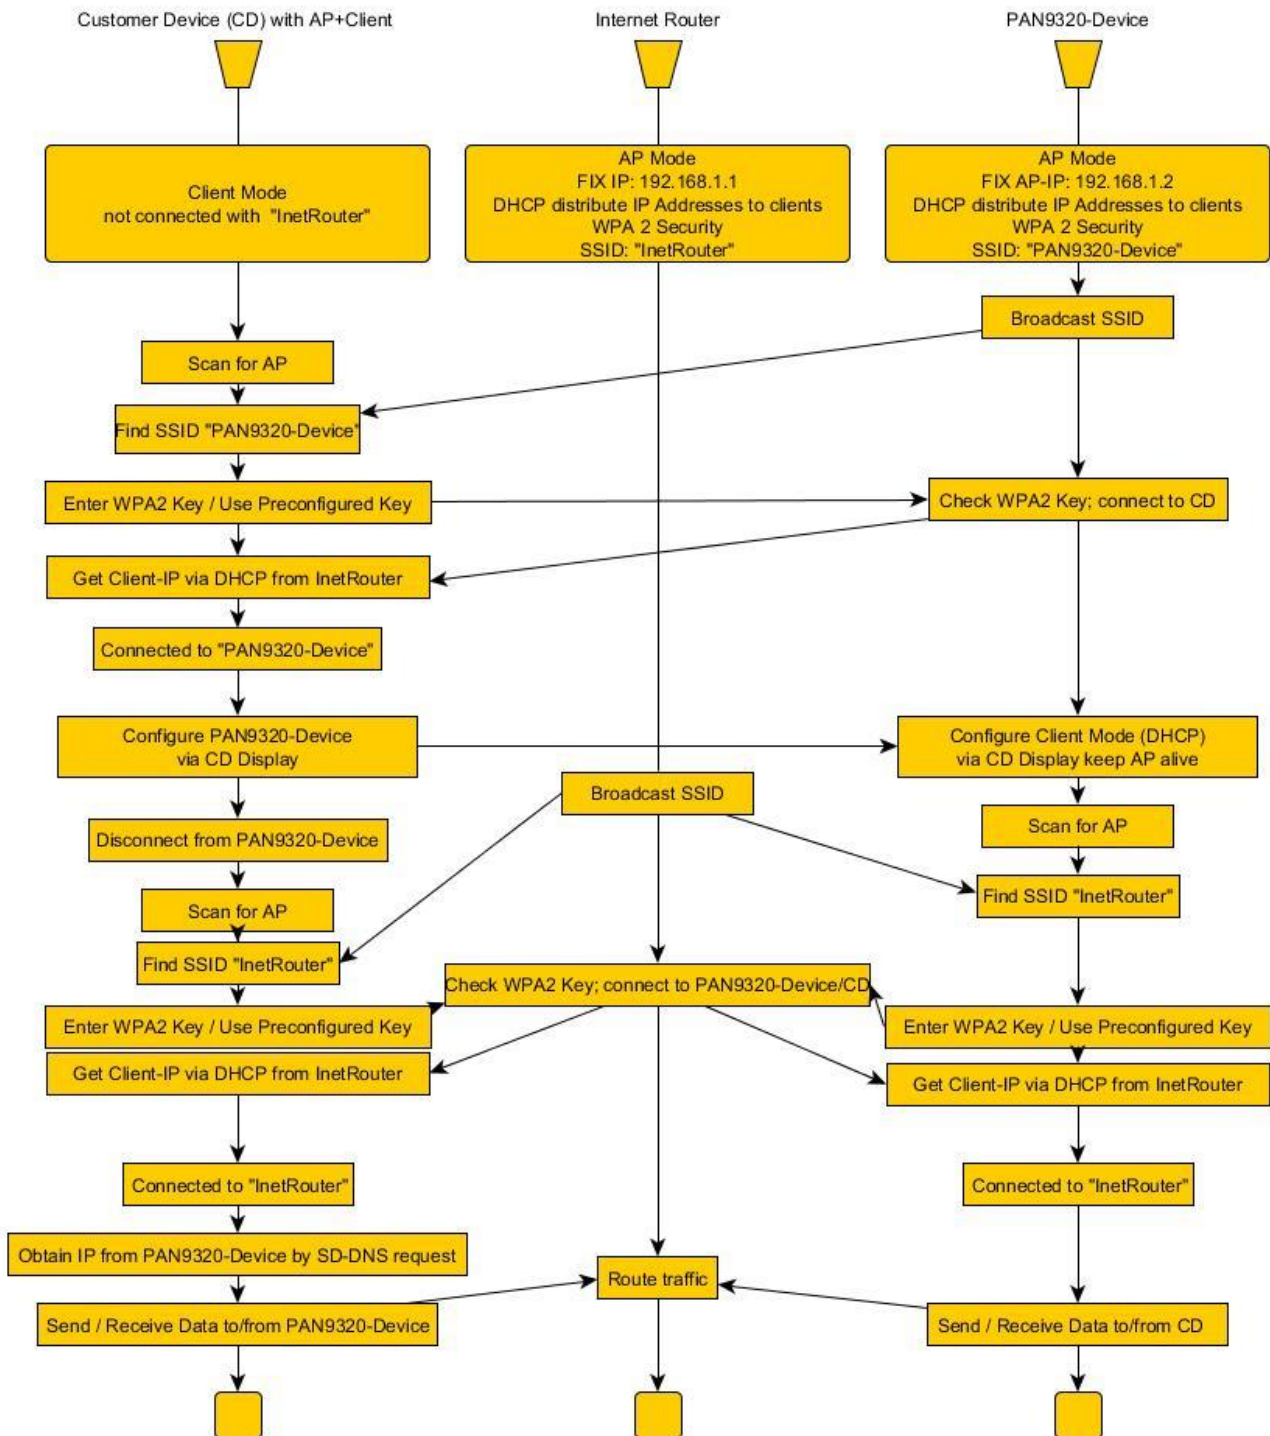 Customer Device (CD) with AP+Client
Internet Router
PAN9320-Device
Client Mode
not connected with "InetRouter"
AP Mode
FIX IP: 192.168.1.1
DHCP distribute IP Addresses to clients
WPA 2 Security
SSID: "InetRouter"
AP Mode
FIX AP-IP: 192.168.1.2
DHCP distribute IP Addresses to clients
WPA 2 Security
SSID: "PAN9320-Device"
Broadcast SSID
Scan for AP
Find SSID "PAN9320-Device"
Enter WPA2 Key / Use Preconfigured Key
Check WPA2 Key; connect to CD
Get Client-IP via DHCP from InetRouter
Connected to "PAN9320-Device"
Configure PAN9320-Device
via CD Display
Configure Client Mode (DHCP)
via CD Display keep AP alive
Broadcast SSID
Disconnect from PAN9320-Device
Scan for AP
Scan for AP
Find SSID "InetRouter"
Find SSID "InetRouter"
Check WPA2 Key; connect to PAN9320-Device/CD
Enter WPA2 Key / Use Preconfigured Key
Enter WPA2 Key / Use Preconfigured Key
Get Client-IP via DHCP from InetRouter
Get Client-IP via DHCP from InetRouter
Connected to "InetRouter"
Connected to "InetRouter"
Obtain IP from PAN9320-Device by SD-DNS request
Route traffic
Send / Receive Data to/from PAN9320-Device
Send / Receive Data to/from CD